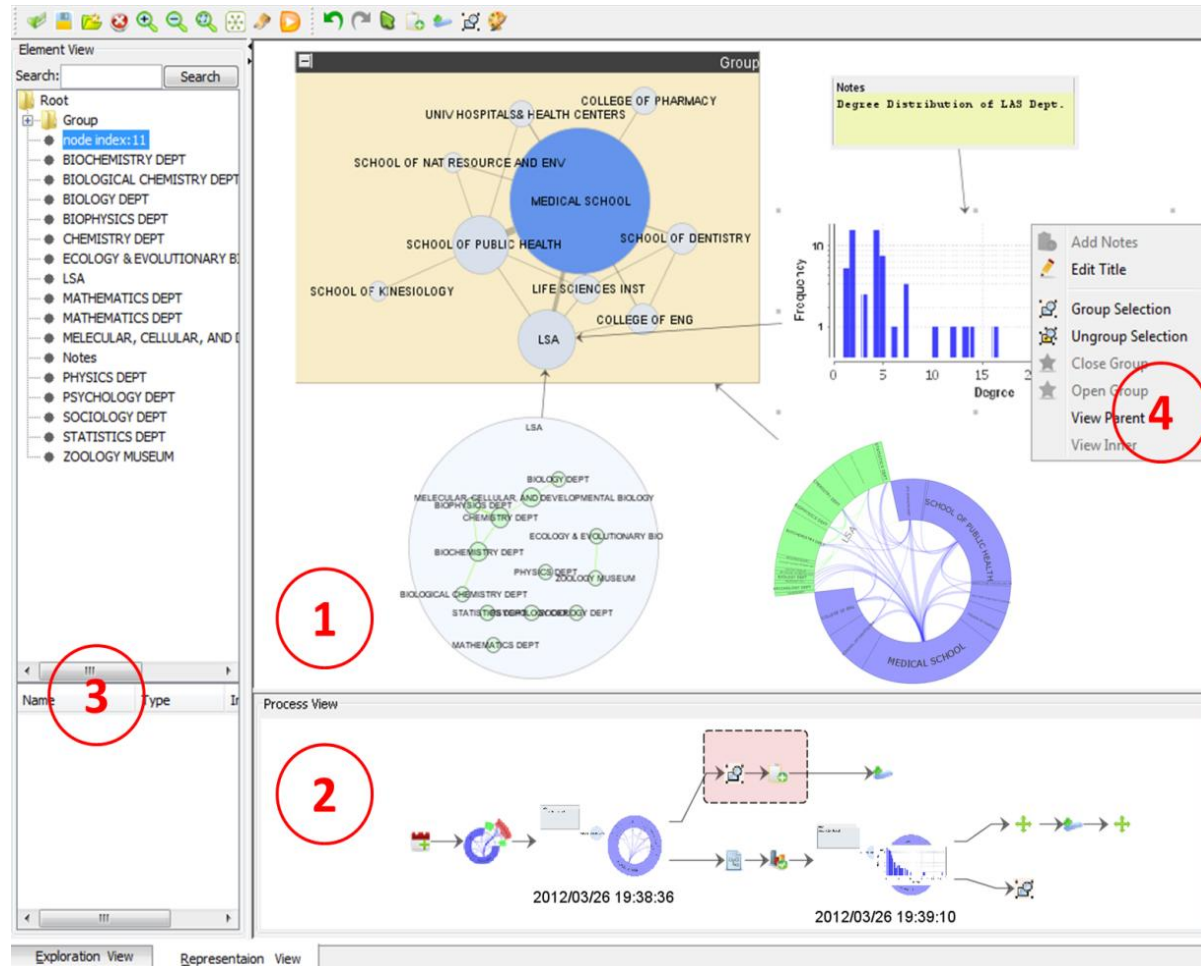 Element View
Search:
Search
Root
Group
node index:11
BIOCHEMISTRY DEPT
BIOLOGICAL CHEMISTRY DEPT
BIOLOGY DEPT
BIOPHYSICS DEPT
CHEMISTRY DEPT
ECOLOGY & EVOLUTIONARY
LSA
MATHEMATICS DEPT
MATHEMATICS DEPT
MELECULAR, CELLULAR, AND
Notes
PHYSICS DEPT
PSYCHOLOGY DEPT
SOCIOLOGY DEPT
STATISTICS DEPT
ZOOLOGY MUSEUM
3
Name Type
Group
COLLEGE OF PHARMACY
UNIV HOSPITALS& HEALTH CENTERS
SCHOOL OF NAT RESOURCE AND ENV
MEDICAL SCHOOL
SCHOOL OF PUBLIC HEALTH
SCHOOL OF DENTISTRY
SCHOOL OF KINESIOLOGY
LIFE SCIENCES INST
COLLEGE OF ENG
LSA
Notes
Degree Distribution of LAS Dept.
Frequency
10
1
0 5 10 15
Degree
Add Notes
Edit Title
Group Selection
Ungroup Selection
Close Group
Open Group
View Parent
View Inner
4
LSA
BIOLOGY DEPT
MELECULAR, CELLULAR, AND DEVELOPMENTAL BIOLOGY
BIOPHYSICS DEPT
CHEMISTRY DEPT
ECOLOGY & EVOLUTIONARY BIO
BIOCHEMISTRY DEPT
PHYSICS DEPT
ZOOLOGY MUSEUM
BIOLOGICAL CHEMISTRY DEPT
MATHEMATICS DEPT
1
LSA
SCHOOL OF PUBLIC HEALTH
MEDICAL SCHOOL
Process View
2
2012/03/26 19:38:36
2012/03/26 19:39:10
Exploration View
Representaion View